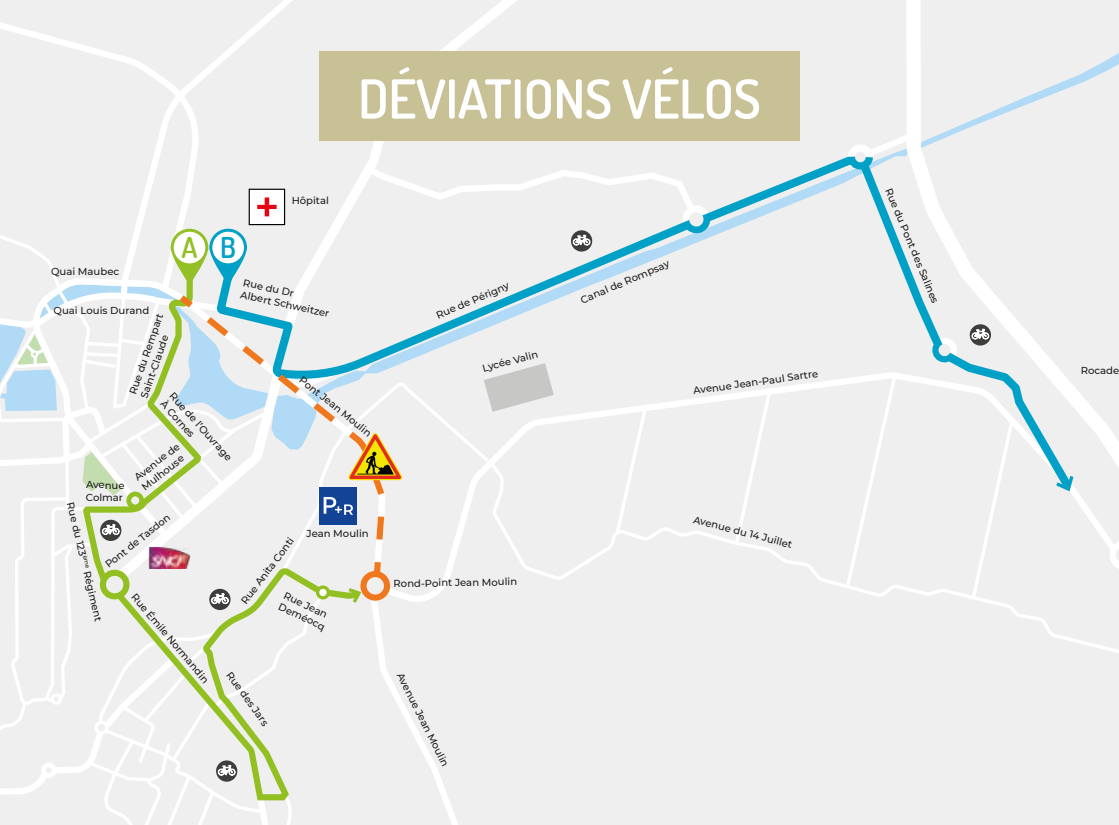 DÉVIATIONS VÉLOS
Hôpital
A
B
Quai Maubec
Rue du Dr
Albert Schweitzer
Quai Louis Durand
Rue du Rempart
Saint-Claude
Rue de Périgny
Canal de Rompsay
Rue du Pont des Salines
Rocade
Lycée Valin
Avenue Jean-Paul Sartre
Pont Jean Moulin
Rue de l'Ouvrage
À Cornes
Avenue de
Mulhouse
Avenue
Colmar
P+R
Jean Moulin
Pont de Tasdon
SNCF
Rue du 123ème Régiment
Avenue du 14 Juillet
Rue Anita Conti
Rond-Point Jean Moulin
Rue Jean
Demèocq
Rue Émile Normandin
Rue des Jars
Avenue Jean Moulin